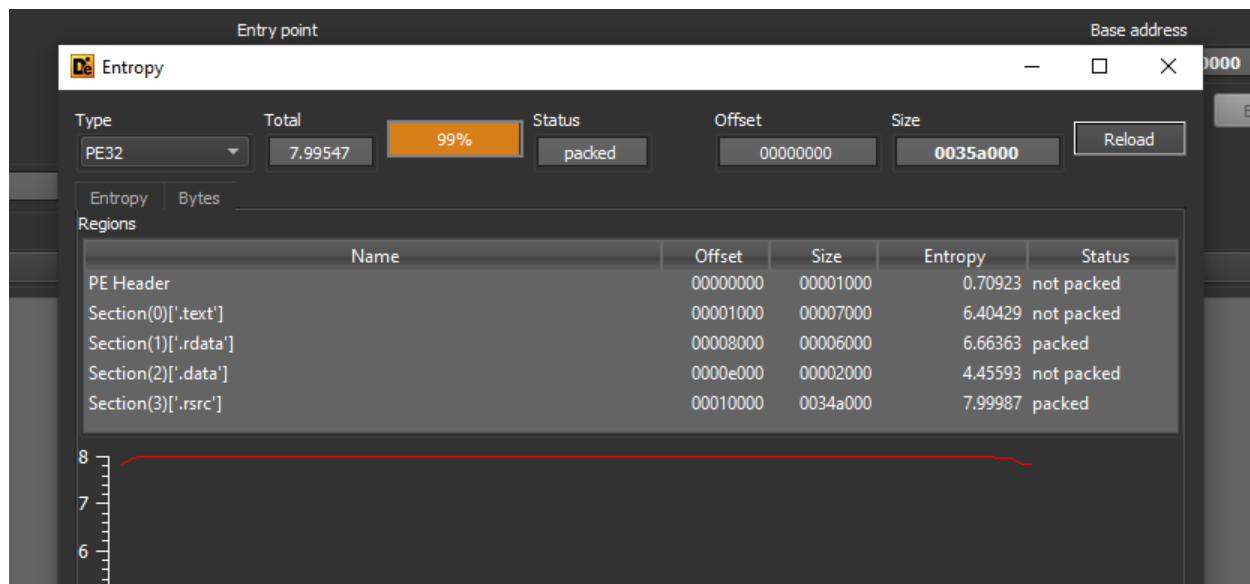 Entry point Base address
Entropy
0000
Type Total Status Offset Size
PE32 7.99547 99% packed 00000000 0035a000 Reload
Entropy Bytes
Regions
Name Offset Size Entropy Status
PE Header 00000000 00001000 0.70923 not packed
Section(0)['.text'] 00001000 00007000 6.40429 not packed
Section(1)['.rdata'] 00008000 00006000 6.66363 packed
Section(2)['.data'] 0000e000 00002000 4.45593 not packed
Section(3)['.rsrc'] 00010000 0034a000 7.99987 packed
8
7
6